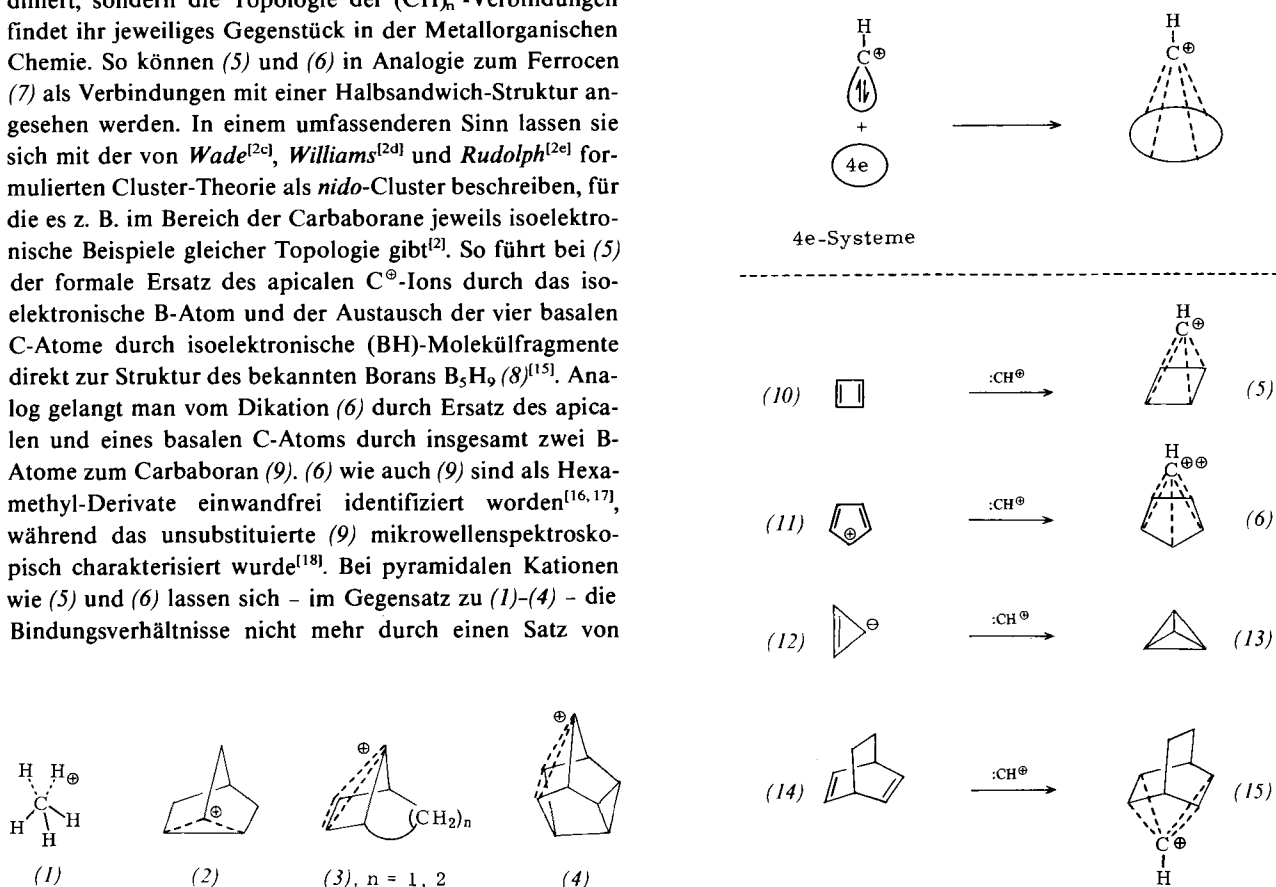 diniert, sondern die Topologie der (CH)ₙ⁺-Verbindungen
findet ihr jeweiliges Gegenstück in der Metallorganischen
Chemie. So können (5) und (6) in Analogie zum Ferrocen
(7) als Verbindungen mit einer Halbsandwich-Struktur an-
gesehen werden. In einem umfassenderen Sinn lassen sie
sich mit der von Wade[2c], Williams[2d] und Rudolph[2e] for-
mulierten Cluster-Theorie als nido-Cluster beschreiben, für
die es z. B. im Bereich der Carbaborane jeweils isoelektro-
nische Beispiele gleicher Topologie gibt[2]. So führt bei (5)
der formale Ersatz des apicalen C⊕-Ions durch das iso-
elektronische B-Atom und der Austausch der vier basalen
C-Atome durch isoelektronische (BH)-Molekülfragmente
direkt zur Struktur des bekannten Borans B₅H₉ (8)[15]. Ana-
log gelangt man vom Dikation (6) durch Ersatz des apica-
len und eines basalen C-Atoms durch insgesamt zwei B-
Atome zum Carbaboran (9). (6) wie auch (9) sind als Hexa-
methyl-Derivate einwandfrei identifiziert worden[16, 17],
während das unsubstituierte (9) mikrowellenspektrosko-
pisch charakterisiert wurde[18]. Bei pyramidalen Kationen
wie (5) und (6) lassen sich – im Gegensatz zu (1)-(4) – die
Bindungsverhältnisse nicht mehr durch einen Satz von
H H⊕
C
H H
H
⊕
⊕
(CH₂)ₙ
⊕
(1) (2) (3), n = 1, 2 (4)
H
C⊕
+
4e
H
C⊕
4e-Systeme
H
C⊕
(10) :CH⊕ (5)
H
C⊕⊕
(11) ⊕ :CH⊕ (6)
(12) ⊖ :CH⊕ (13)
(14) :CH⊕ (15)
C⊕
H